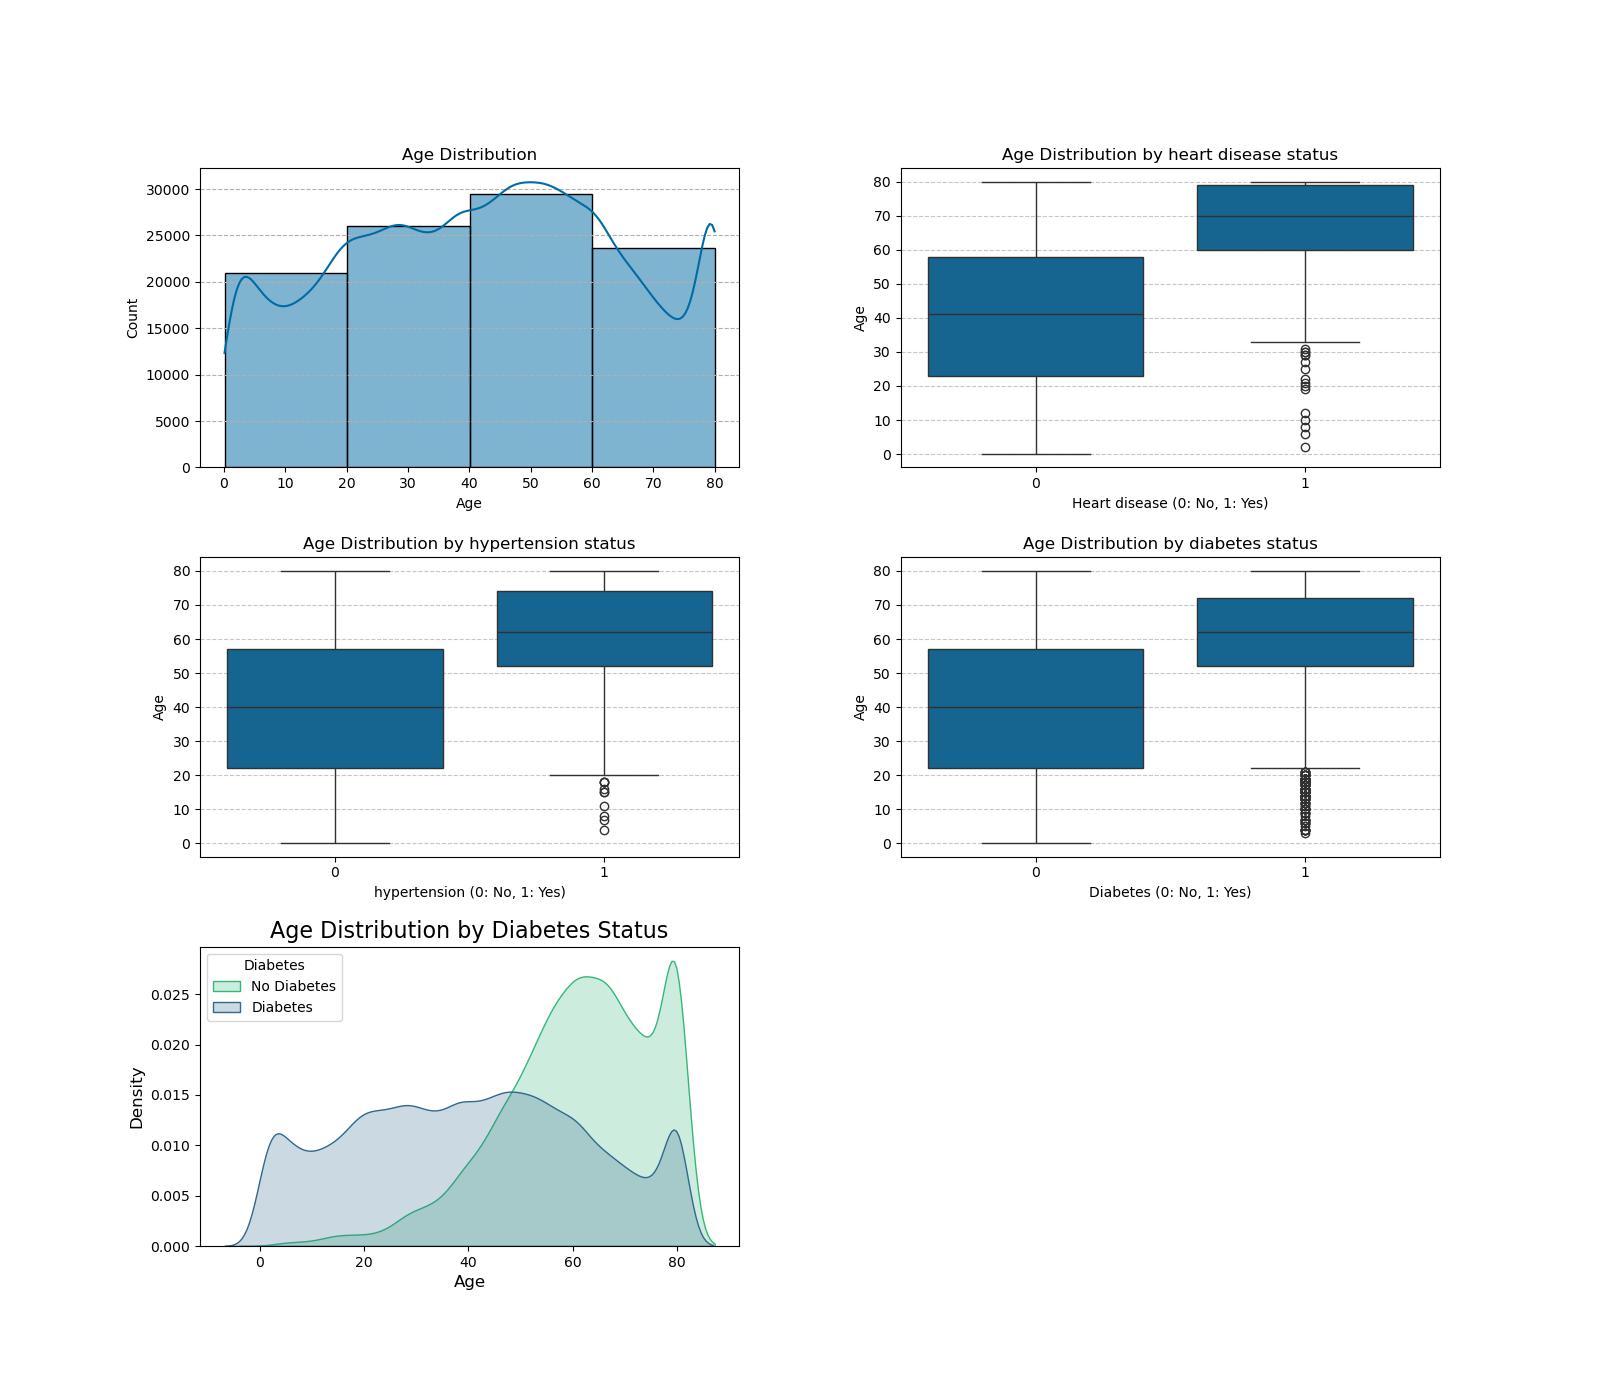 Age Distribution
30000
25000
20000
15000
10000
5000
0
Count
0 10 20 30 40 50 60 70 80
Age
Age Distribution by heart disease status
80
70
60
50
40
30
20
10
0
Age
0 1
Heart disease (0: No, 1: Yes)
Age Distribution by hypertension status
80
70
60
50
40
30
20
10
0
Age
0 1
hypertension (0: No, 1: Yes)
Age Distribution by diabetes status
80
70
60
50
40
30
20
10
0
Age
0 1
Diabetes (0: No, 1: Yes)
Age Distribution by Diabetes Status
Diabetes
No Diabetes
Diabetes
0.025
0.020
0.015
0.010
0.005
0.000
Density
0 20 40 60 80
Age